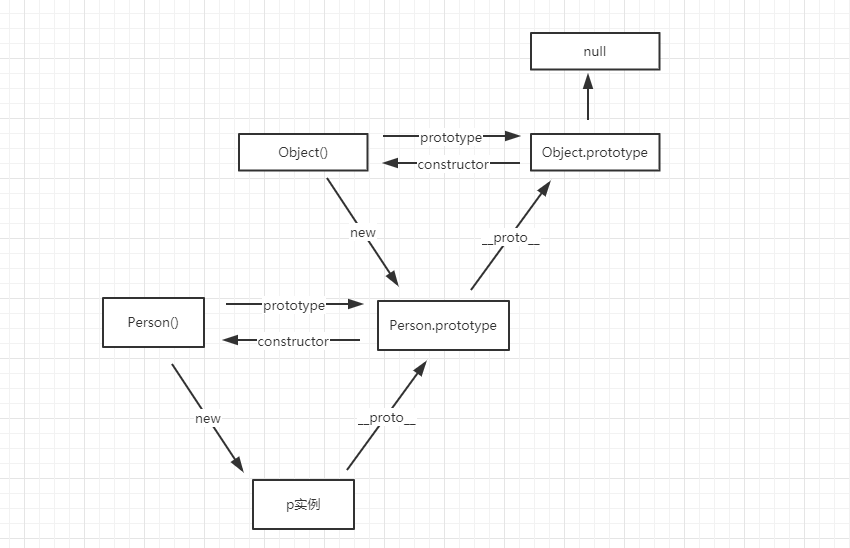 null
prototype
Object()
Object.prototype
constructor
new
__proto__
prototype
Person()
Person.prototype
constructor
new
__proto__
p实例